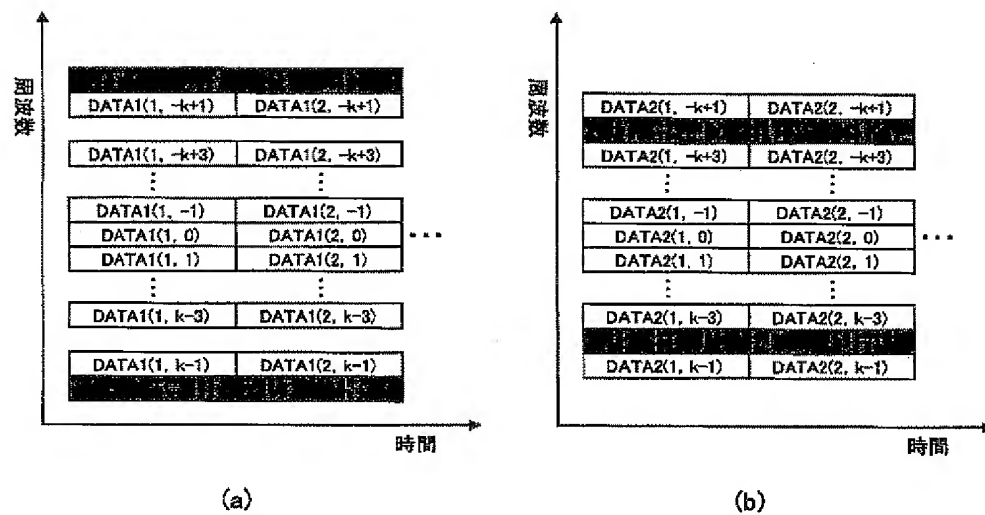 周波数
DATA1(1, -k+1) DATA1(2, -k+1)
DATA1(1, -k+3) DATA1(2, -k+3)
DATA1(1, -1) DATA1(2, -1)
DATA1(1, 0) DATA1(2, 0)
DATA1(1, 1) DATA1(2, 1)
DATA1(1, k-3) DATA1(2, k-3)
DATA1(1, k-1) DATA1(2, k-1)
時間
(a)
周波数
DATA2(1, -k+1) DATA2(2, -k+1)
DATA2(1, -k+3) DATA2(2, -k+3)
DATA2(1, -1) DATA2(2, -1)
DATA2(1, 0) DATA2(2, 0)
DATA2(1, 1) DATA2(2, 1)
DATA2(1, k-3) DATA2(2, k-3)
DATA2(1, k-1) DATA2(2, k-1)
時間
(b)